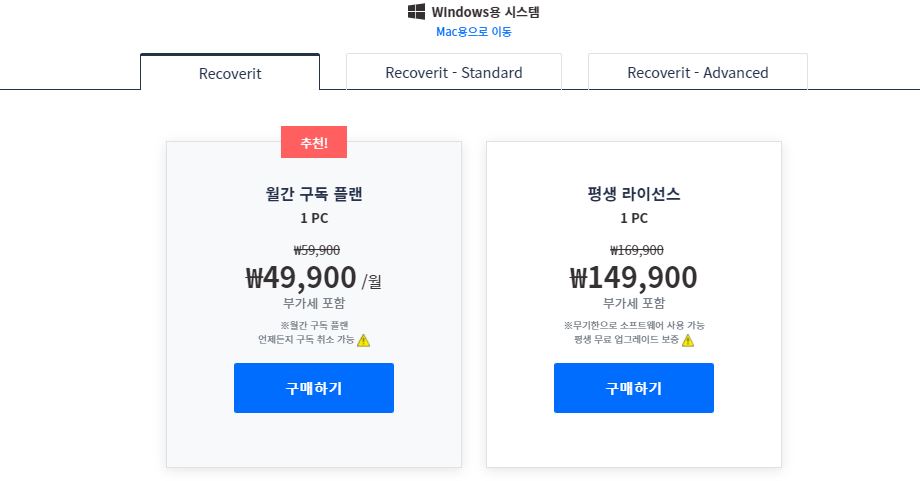 Windows용 시스템
Mac용으로 이동
Recoverit
Recoverit - Standard
Recoverit - Advanced
추천!
월간 구독 플랜
1 PC
₩59,900
₩49,900 /월
부가세 포함
※월간 구독 플랜
언제든지 구독 취소 가능
구매하기
평생 라이선스
1 PC
₩169,900
₩149,900
부가세 포함
※무기한으로 소프트웨어 사용 가능
평생 무료 업그레이드 보증
구매하기